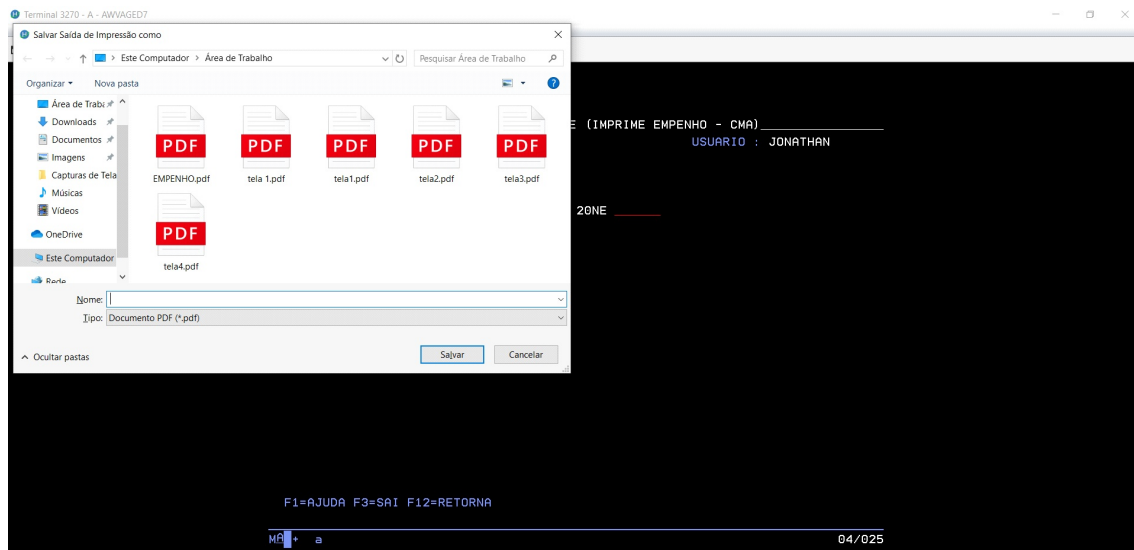 Terminal 3270 - A - AWVAGED7
Salvar Saída de Impressão como
Este Computador > Área de Trabalho
Pesquisar Área de Trabalho
Organizar
Nova pasta
Área de Traba
Downloads
Documentos
Imagens
Capturas de Tela
Músicas
Vídeos
OneDrive
Este Computador
Rede
PDF PDF PDF PDF PDF
EMPENHO.pdf tela 1.pdf tela1.pdf tela2.pdf tela3.pdf
PDF
tela4.pdf
Nome:
Tipo: Documento PDF (*.pdf)
Ocultar pastas
Salvar
Cancelar
E (IMPRIME EMPENHO - CMA)
USUARIO : JONATHAN
20NE
F1=AJUDA F3=SAI F12=RETORNA
MA + a
04/025